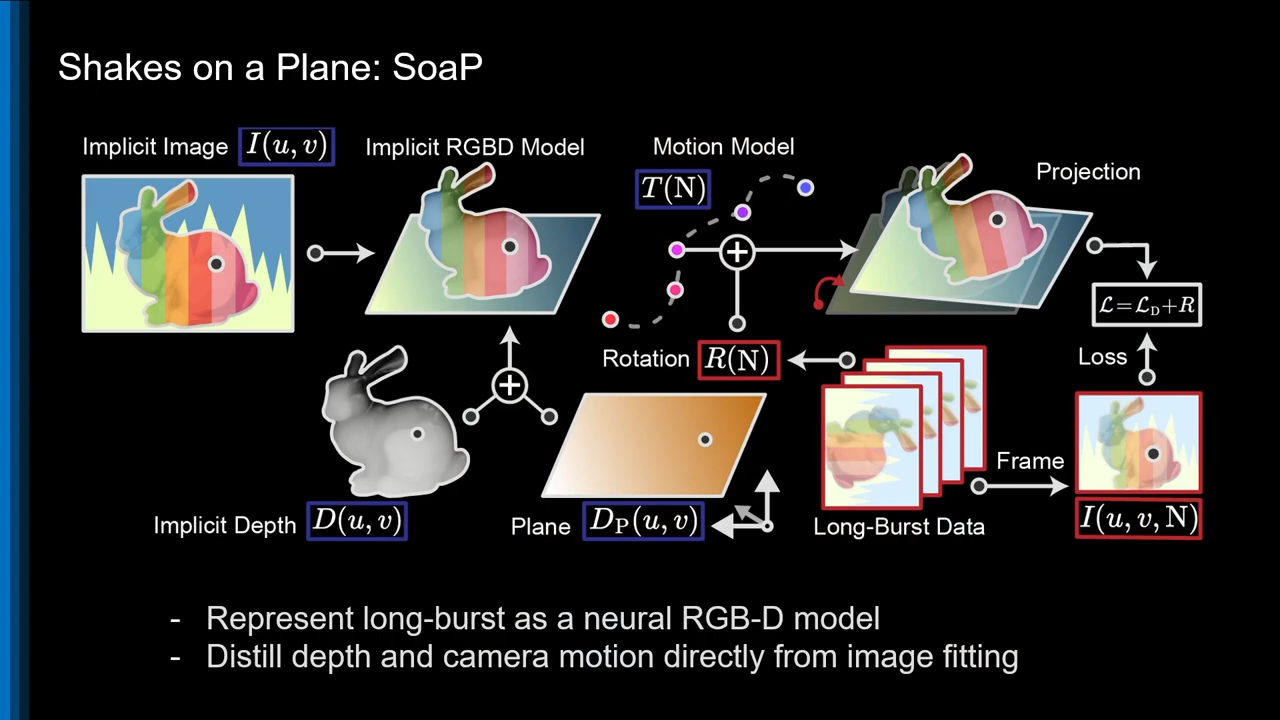 Shakes on a Plane: SoaP
Implicit Image I(u, v)
Implicit RGBD Model
Motion Model
T(N)
Projection
ℒ=ℒ_D+R
Rotation R(N)
Loss
Frame
Implicit Depth D(u, v)
Plane D_P(u, v)
Long-Burst Data
I(u, v, N)
- Represent long-burst as a neural RGB-D model
- Distill depth and camera motion directly from image fitting